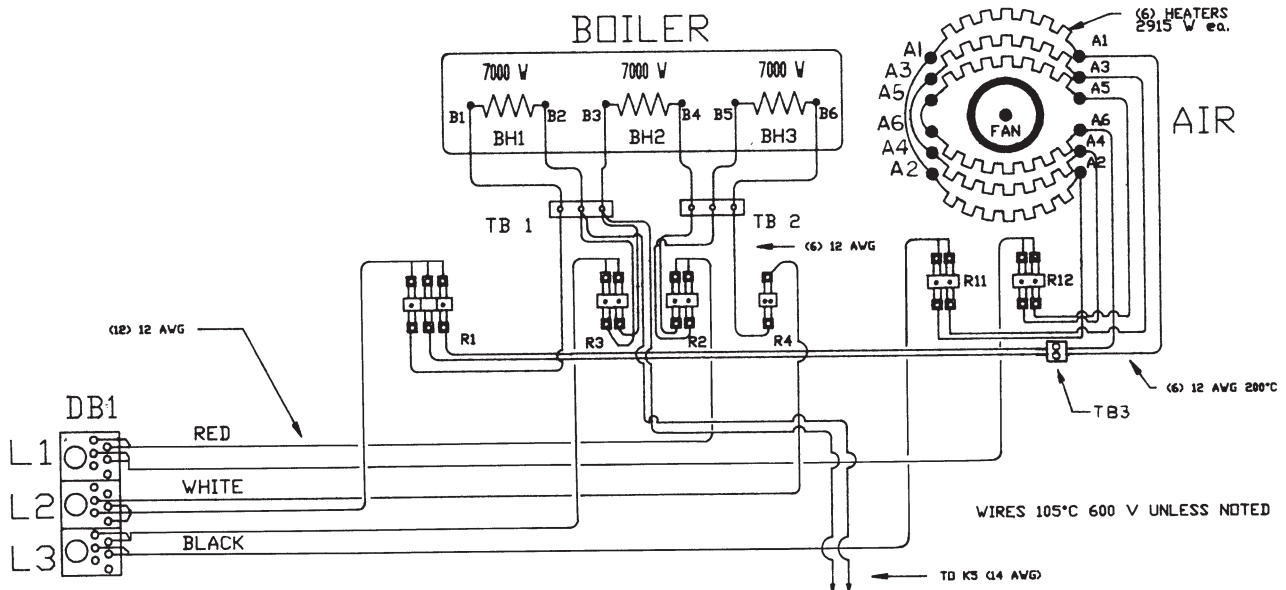 BOILER
(6) HEATERS
2915 W ea.
7000 W 7000 W 7000 W
B1 B2 B3 B4 B5 B6
BH1 BH2 BH3
A1 A1
A3 A3
A5 A5
FAN
A6 A6
A4 A4
A2 A2
AIR
TB 1 TB 2
(6) 12 AWG
R11 R12
R1 R3 R2 R4
(12) 12 AWG
(6) 12 AWG 200°C
TB3
DB1
L1 RED
L2 WHITE
WIRES 105°C 600 V UNLESS NOTED
L3 BLACK
TO K5 (14 AWG)